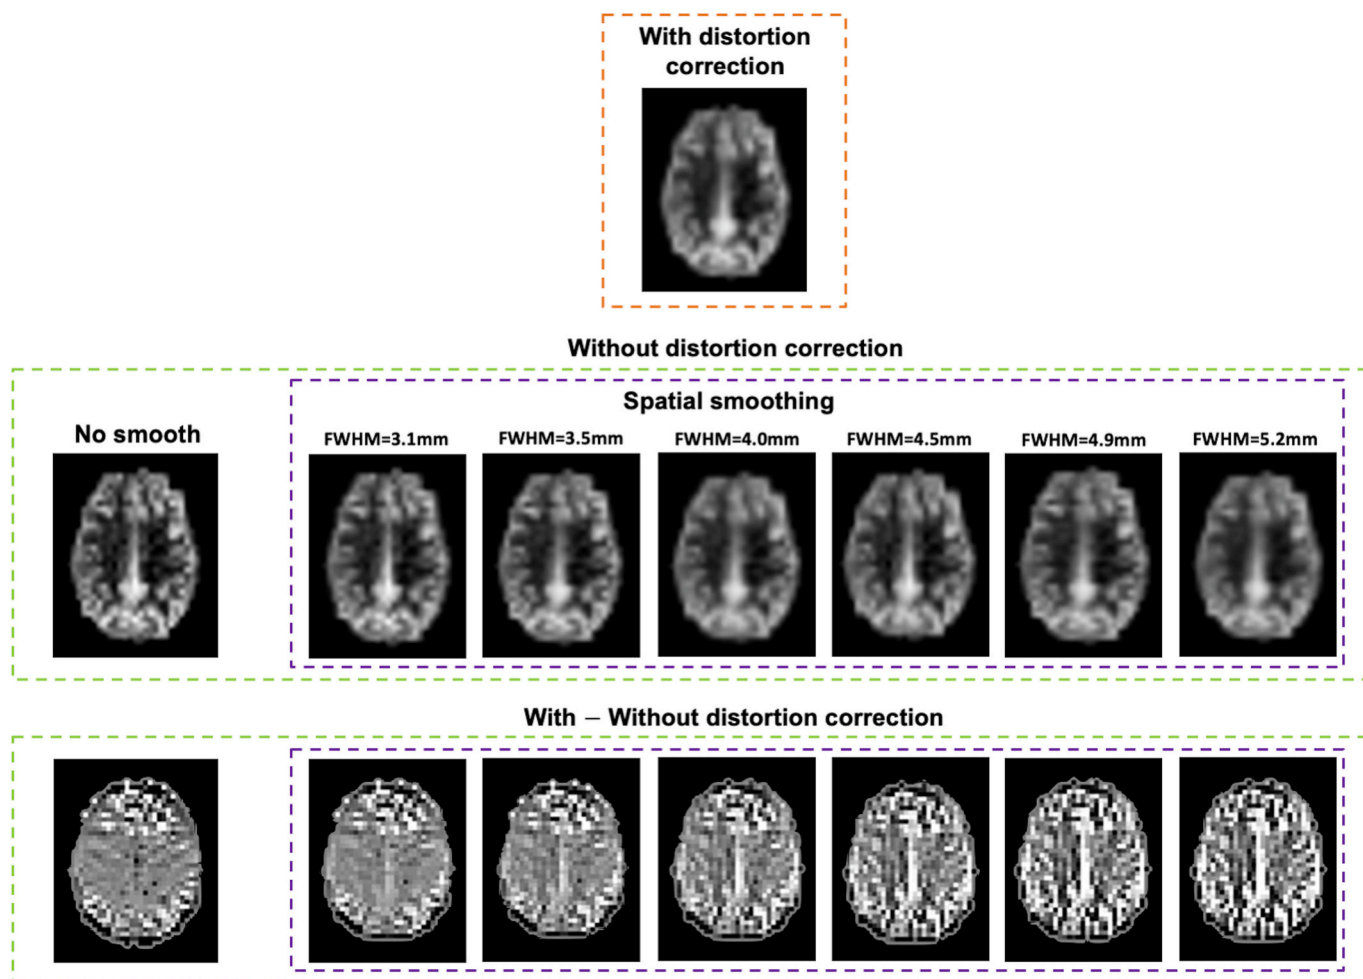 With distortion
correction
Without distortion correction
Spatial smoothing
No smooth
FWHM=3.1mm
FWHM=3.5mm
FWHM=4.0mm
FWHM=4.5mm
FWHM=4.9mm
FWHM=5.2mm
With – Without distortion correction